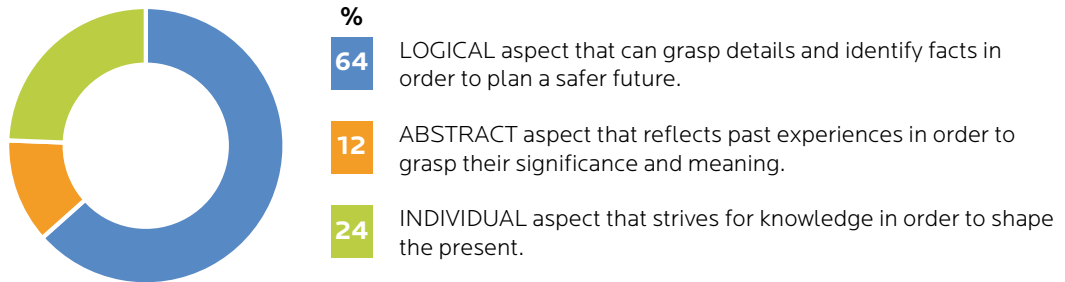 %
64 LOGICAL aspect that can grasp details and identify facts in
order to plan a safer future.
12 ABSTRACT aspect that reflects past experiences in order to
grasp their significance and meaning.
24 INDIVIDUAL aspect that strives for knowledge in order to shape
the present.